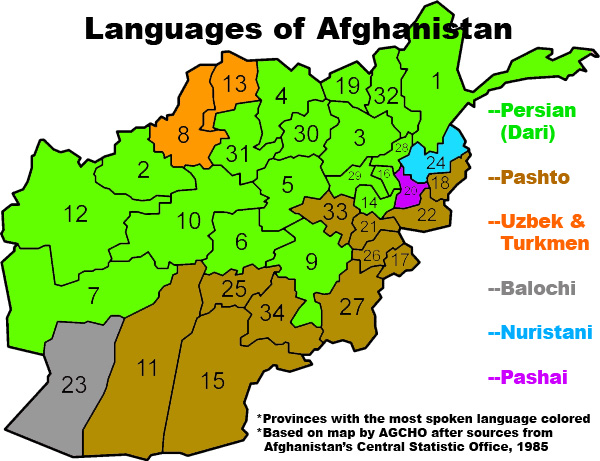 Languages of Afghanistan
1
13
19
4
32
8
30
3
28
31
24
2
29
16
18
5
20
14
12
33
22
10
21
6
9
26
17
7
25
27
34
11
15
23
--Persian
(Dari)
--Pashto
--Uzbek &
Turkmen
--Balochi
--Nuristani
--Pashai
*Provinces with the most spoken language colored
*Based on map by AGCHO after sources from
Afghanistan's Central Statistic Office, 1985